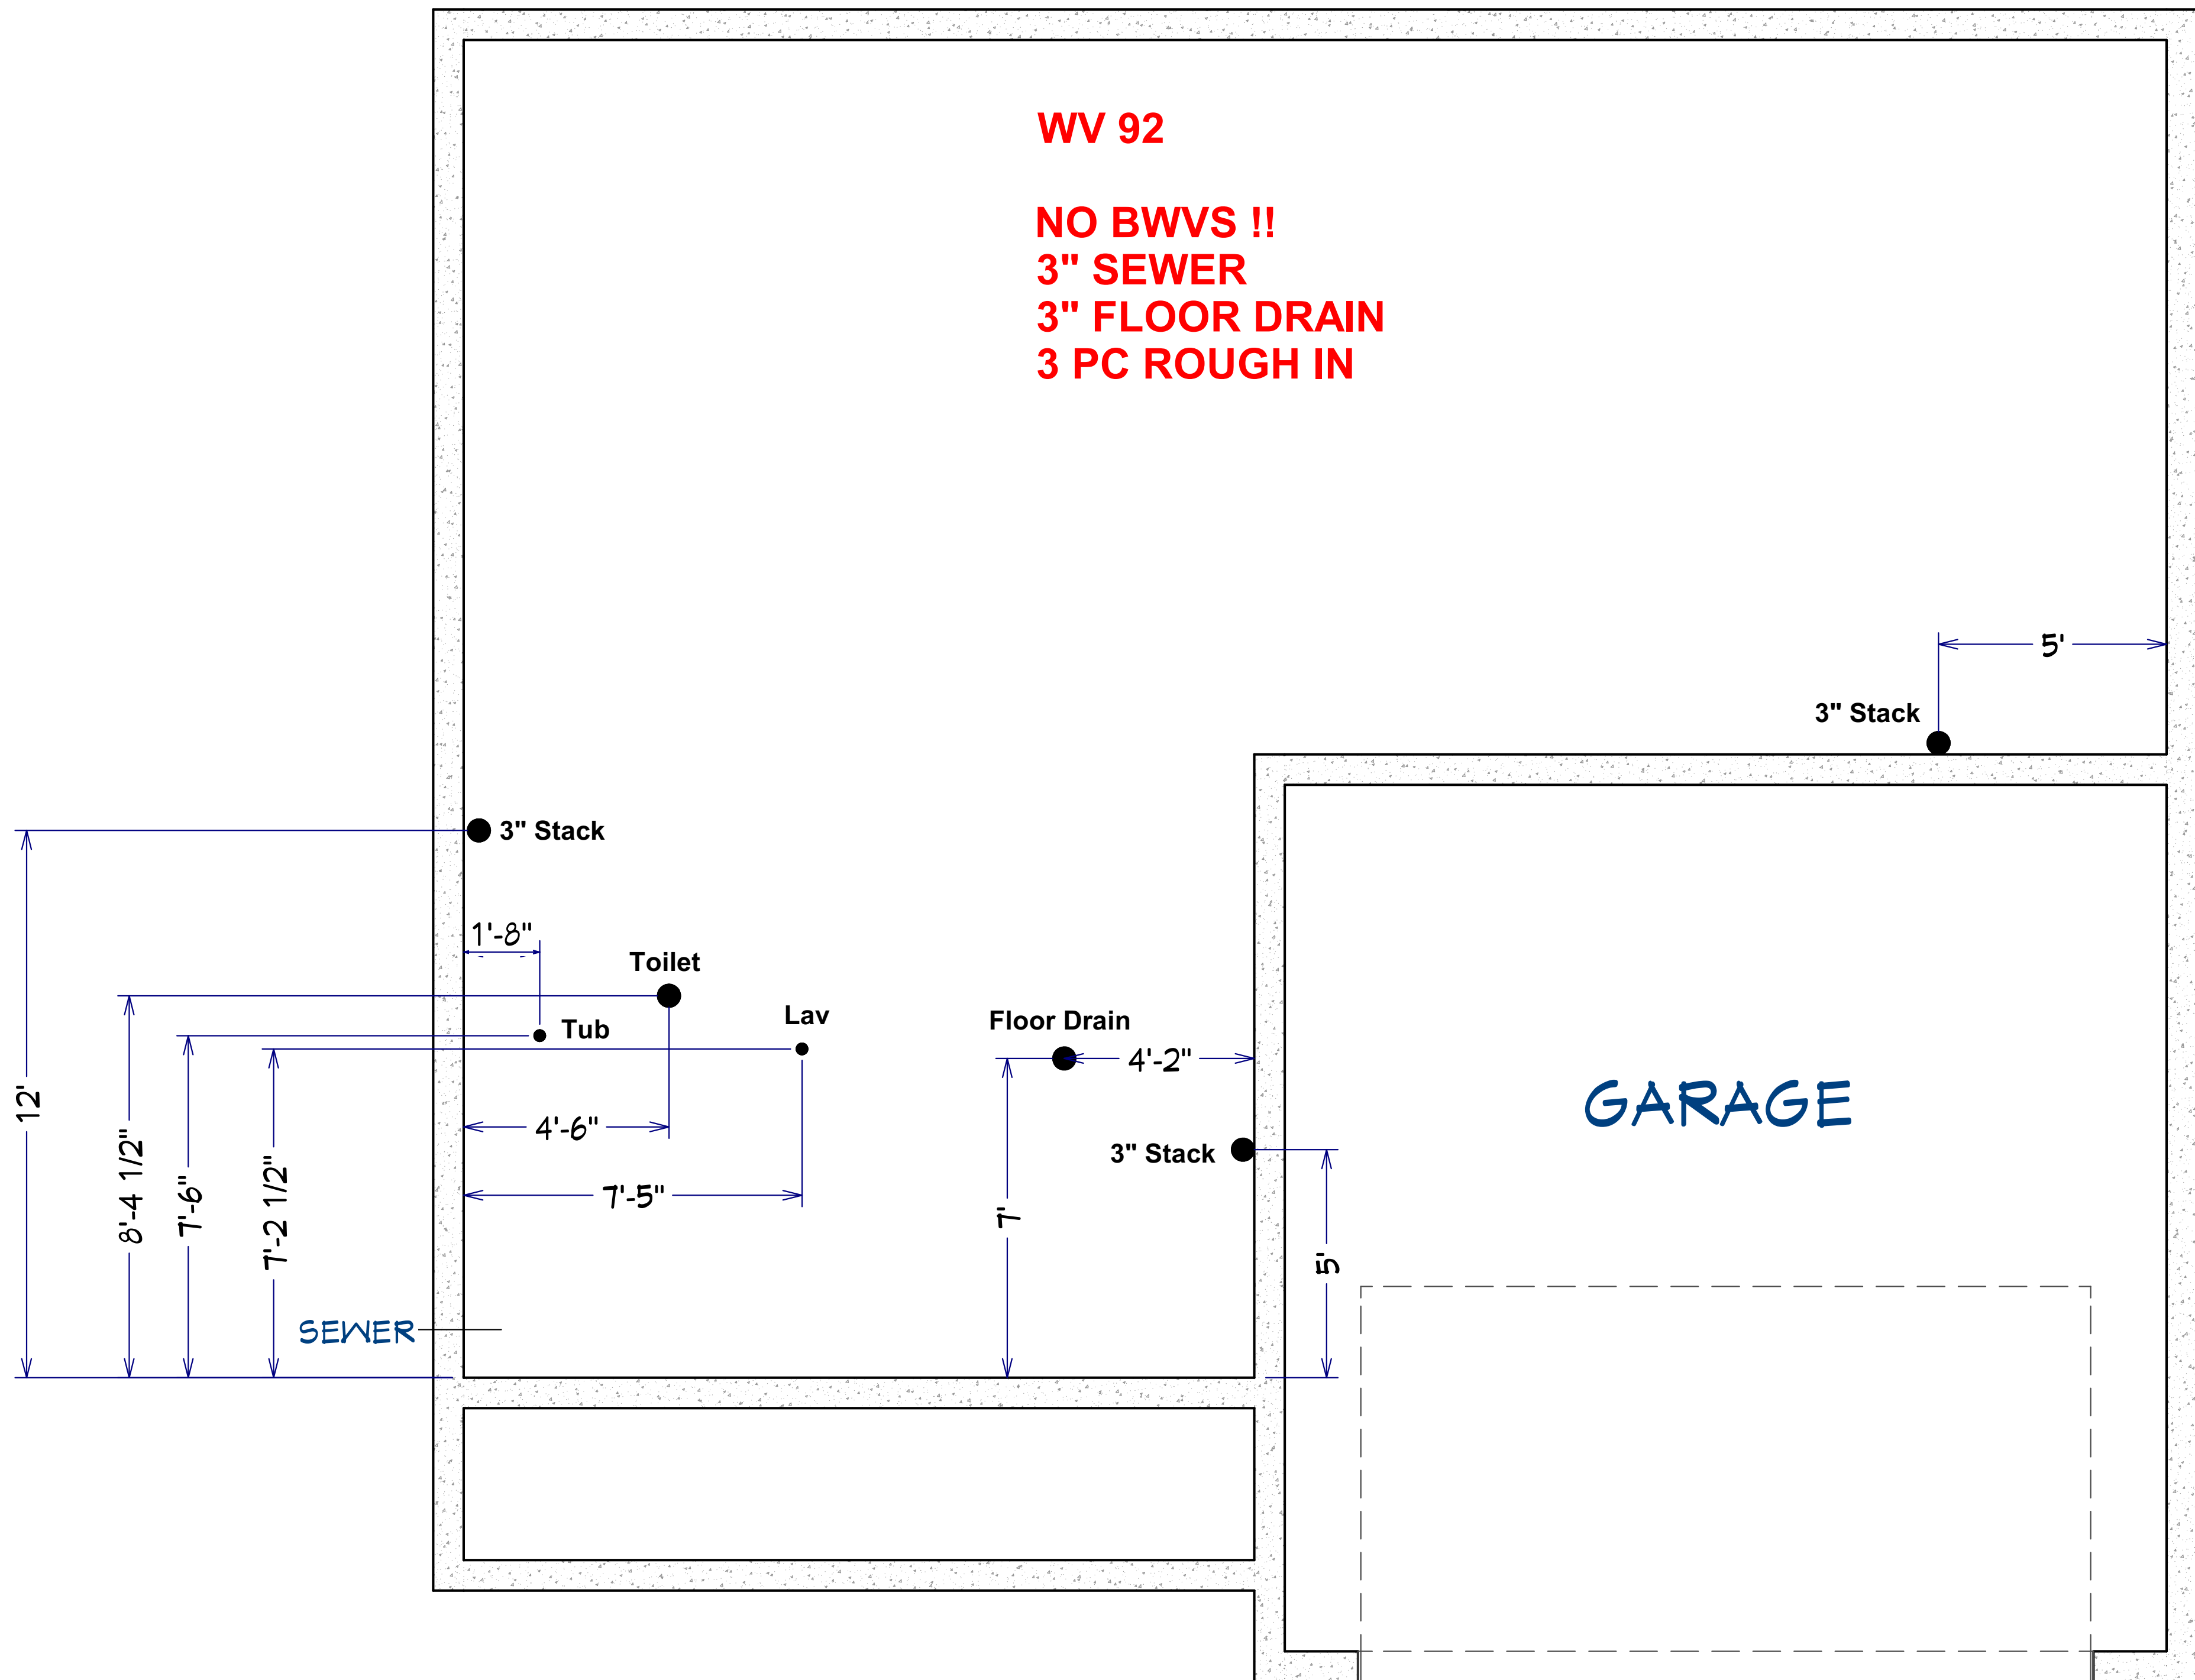 WV 92
NO BWVS !!
3" SEWER
3" FLOOR DRAIN
3 PC ROUGH IN
5'
3" Stack
3" Stack
1'-8"
Toilet
Tub
Lav
Floor Drain
4'-2"
GARAGE
12'
8'-4 1/2"
7'-6"
7'-2 1/2"
4'-6"
3" Stack
7'-5"
7'
5'
SEWER